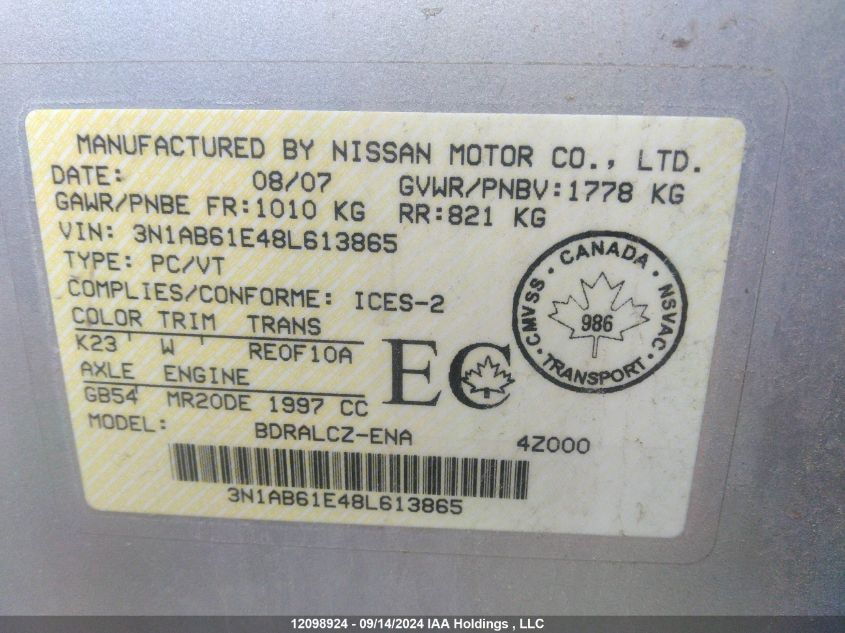 MANUFACTURED BY NISSAN MOTOR CO., LTD.
DATE: 08/07 GVWR/PNBV:1778 KG
GAWR/PNBE FR:1010 KG RR:821 KG
VIN: 3N1AB61E48L613865
TYPE: PC/VT
COMPLIES/CONFORME: ICES-2
COLOR TRIM TRANS
K23 W RE0F10A
AXLE ENGINE
GB54 MR20DE 1997 CC
MODEL: BDRALCZ-ENA 4Z000
3N1AB61E48L613865
EC
CANADA • NSVAC • TRANSPORT • CMVSS •
986
12098924 - 09/14/2024 IAA Holdings , LLC